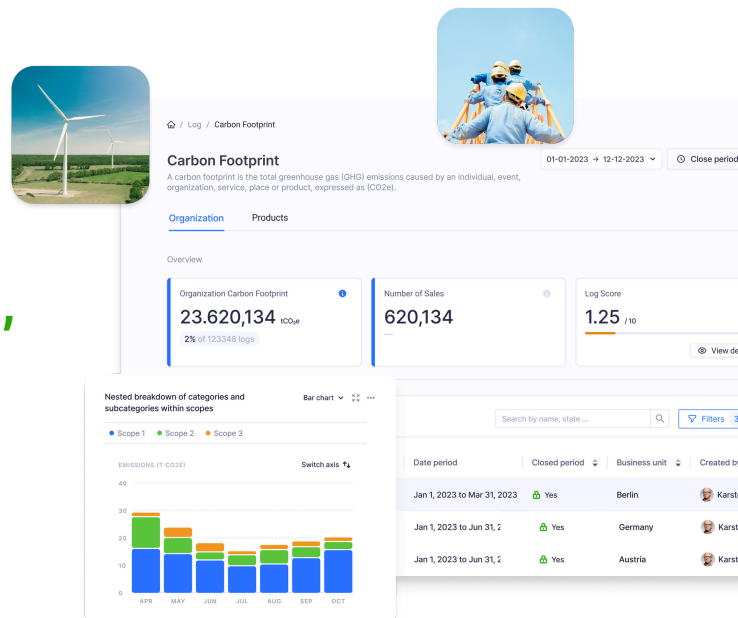 Log / Carbon Footprint
Carbon Footprint
A carbon footprint is the total greenhouse gas (GHG) emissions caused by an individual, event,
organization, service, place or product, expressed as (CO2e).
01-01-2023 → 12-12-2023
Close period
Organization
Products
Overview
Organization Carbon Footprint
23.620,134 tCO₂e
2% of 123348 logs
Number of Sales
620,134
Log Score
1.25 / 10
View de
Nested breakdown of categories and
subcategories within scopes
Bar chart
Scope 1 Scope 2 Scope 3
EMISSIONS (T CO2E)
Switch axis
40
30
20
10
0
APR MAY JUN JUL AUG SEP OCT
Search by name, state ...
Filters 3
Date period Closed period Business unit Created by
Jan 1, 2023 to Mar 31, 2023 Yes Berlin Karst
Jan 1, 2023 to Jun 31, 2 Yes Germany Karst
Jan 1, 2023 to Jun 31, 2 Yes Austria Karst